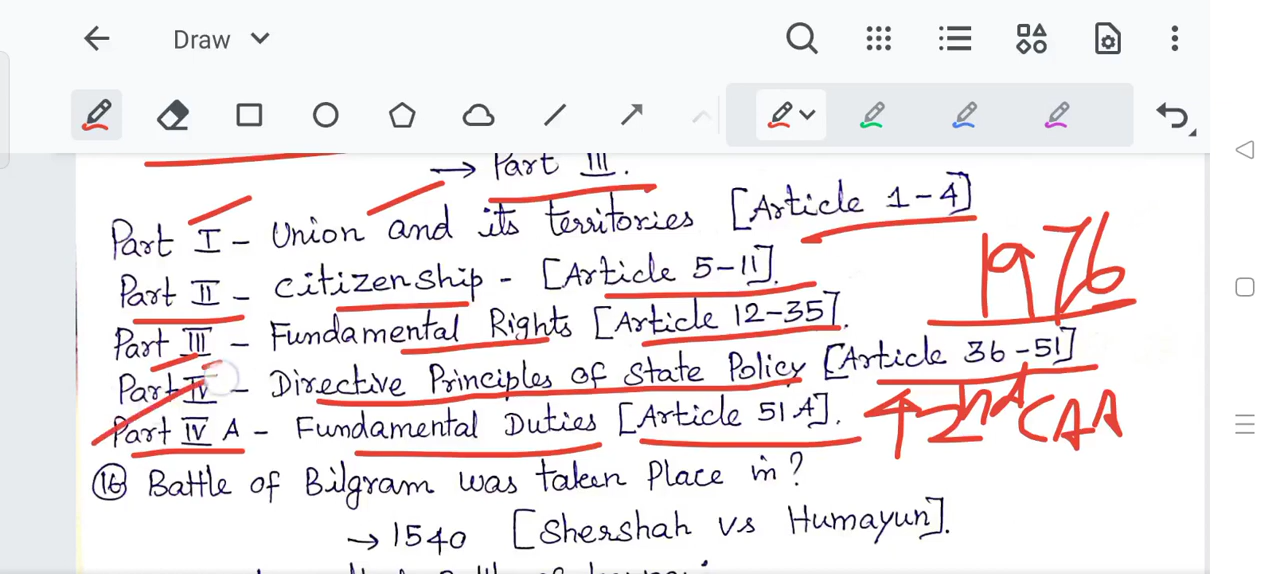 Draw
→ Part III.
Part I - Union and its territories [Article 1-4]
1976
Part II - Citizenship - [Article 5-11].
Part III - Fundamental Rights [Article 12-35].
Part IV - Directive Principles of State Policy [Article 36-51]
Part IV A - Fundamental Duties [Article 51 A].
42nd CAA
(16) Battle of Bilgram was taken Place in?
→ 1540 [Shershah vs Humayun].